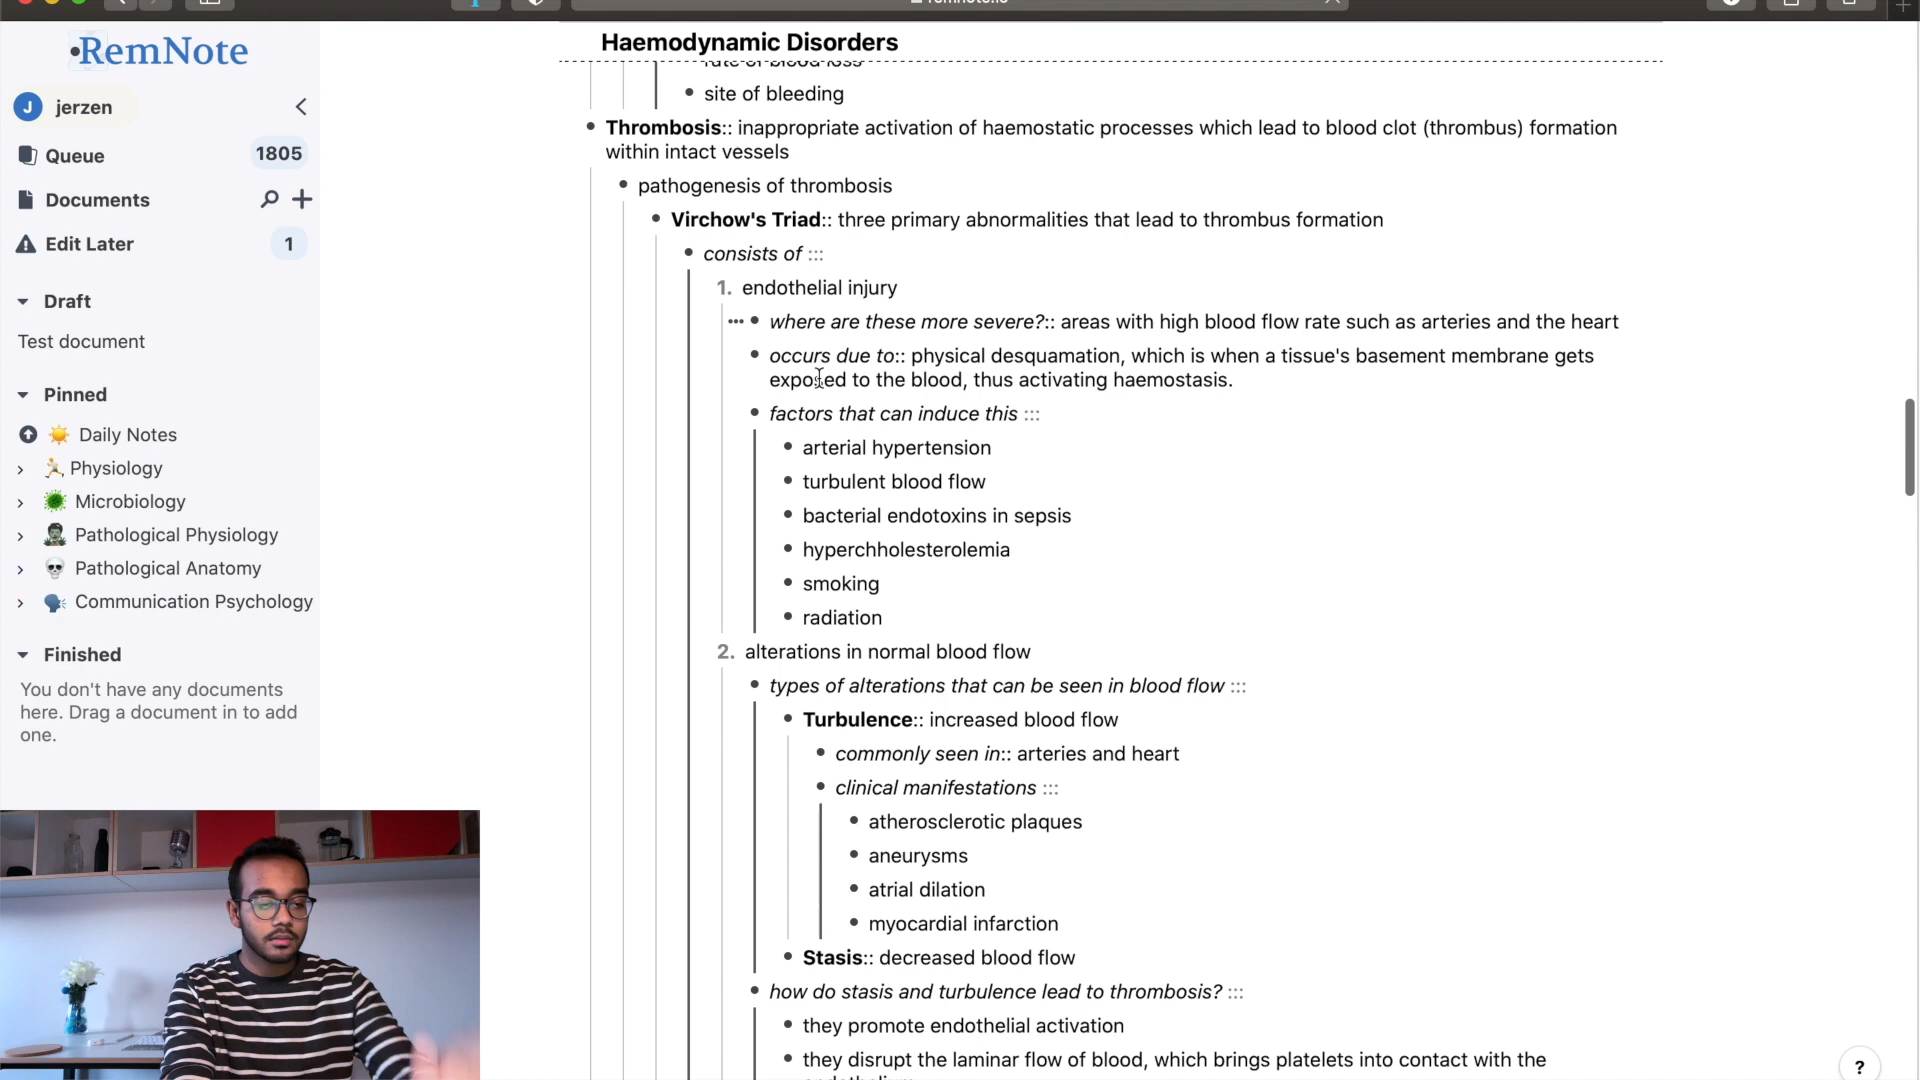 remnote.io
RemNote
J jerzen
Queue 1805
Documents
Edit Later 1
Draft
Test document
Pinned
Daily Notes
Physiology
Microbiology
Pathological Physiology
Pathological Anatomy
Communication Psychology
Finished
You don't have any documents
here. Drag a document in to add
one.
Haemodynamic Disorders
rate of blood loss
site of bleeding
Thrombosis:: inappropriate activation of haemostatic processes which lead to blood clot (thrombus) formation
within intact vessels
pathogenesis of thrombosis
Virchow's Triad:: three primary abnormalities that lead to thrombus formation
consists of :::
1. endothelial injury
where are these more severe?:: areas with high blood flow rate such as arteries and the heart
occurs due to:: physical desquamation, which is when a tissue's basement membrane gets
exposed to the blood, thus activating haemostasis.
factors that can induce this :::
arterial hypertension
turbulent blood flow
bacterial endotoxins in sepsis
hyperchholesterolemia
smoking
radiation
2. alterations in normal blood flow
types of alterations that can be seen in blood flow :::
Turbulence:: increased blood flow
commonly seen in:: arteries and heart
clinical manifestations :::
atherosclerotic plaques
aneurysms
atrial dilation
myocardial infarction
Stasis:: decreased blood flow
how do stasis and turbulence lead to thrombosis? :::
they promote endothelial activation
they disrupt the laminar flow of blood, which brings platelets into contact with the
endothelium
?